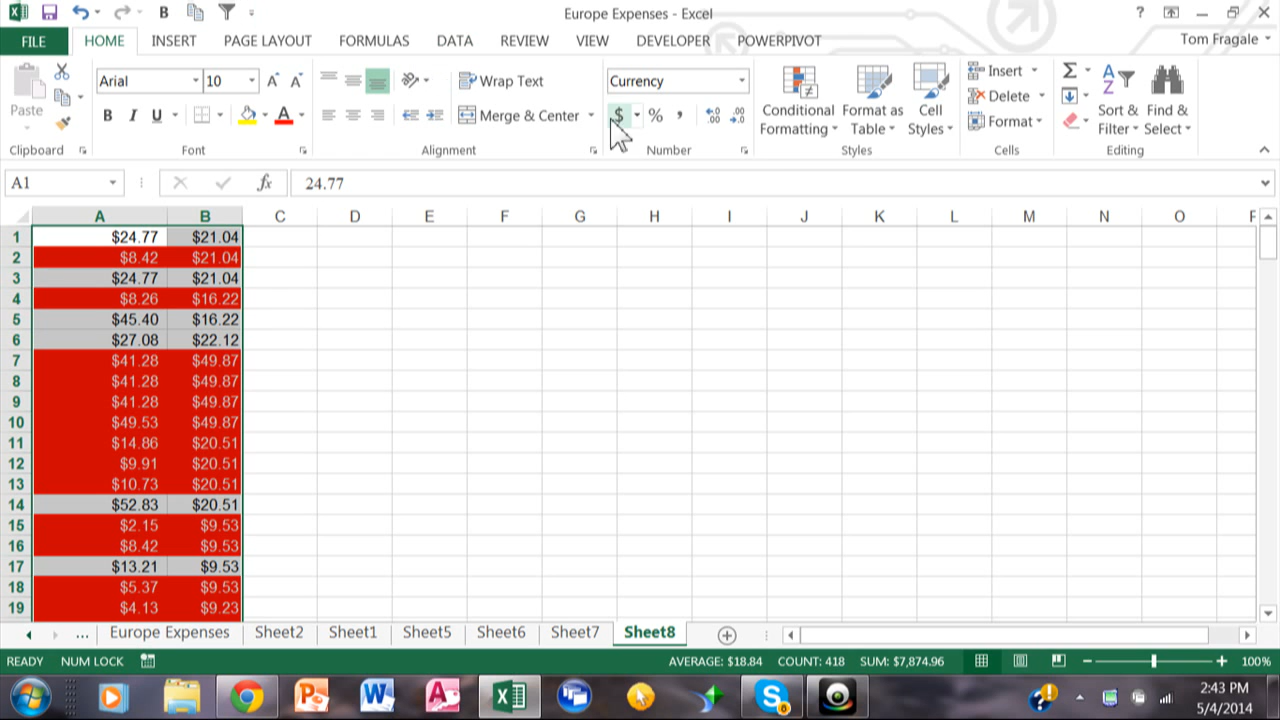 Europe Expenses - Excel
FILE HOME INSERT PAGE LAYOUT FORMULAS DATA REVIEW VIEW DEVELOPER POWERPIVOT Tom Fragale
Paste Arial 10 Wrap Text Currency Insert
B I U A Merge & Center $ % , Conditional Formatting Format as Table Cell Styles Delete Sort & Filter Find & Select
Format
Clipboard Font Alignment Number Styles Cells Editing
A1 fx 24.77
A B C D E F G H I J K L M N O
1 $24.77 $21.04
2 $8.42 $21.04
3 $24.77 $21.04
4 $8.26 $16.22
5 $45.40 $16.22
6 $27.08 $22.12
7 $41.28 $49.87
8 $41.28 $49.87
9 $41.28 $49.87
10 $49.53 $49.87
11 $14.86 $20.51
12 $9.91 $20.51
13 $10.73 $20.51
14 $52.83 $20.51
15 $2.15 $9.53
16 $8.42 $9.53
17 $13.21 $9.53
18 $5.37 $9.53
19 $4.13 $9.23
... Europe Expenses Sheet2 Sheet1 Sheet5 Sheet6 Sheet7 Sheet8
READY NUM LOCK AVERAGE: $18.84 COUNT: 418 SUM: $7,874.96 100%
2:43 PM
5/4/2014